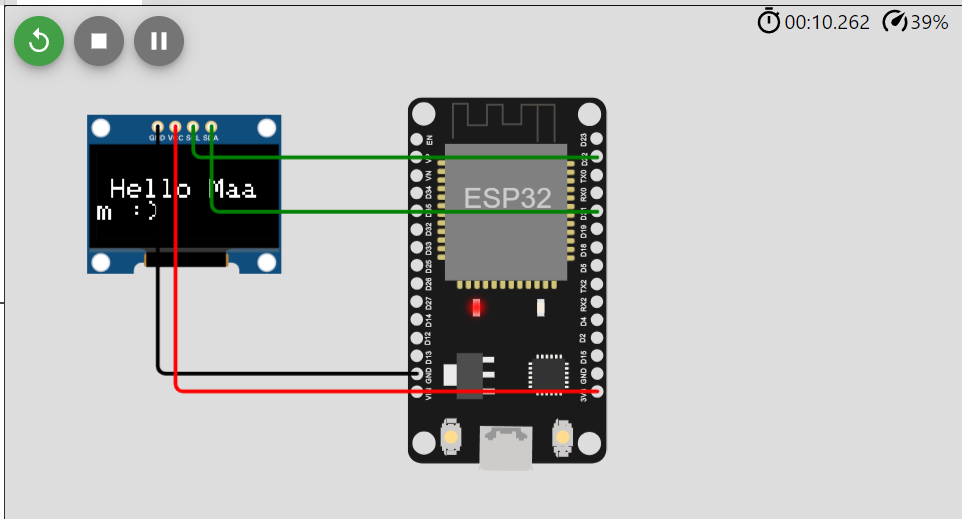 00:10.262 39%
GND VCC SCL SDA
Hello Maa
m :)
ESP32
EN
VP
VN
D34
D35
D32
D33
D25
D26
D27
D14
D12
D13
GND
VIN
D23
D22
TX0
RX0
D21
D19
D18
D5
TX2
RX2
D4
D2
D15
GND
3V3